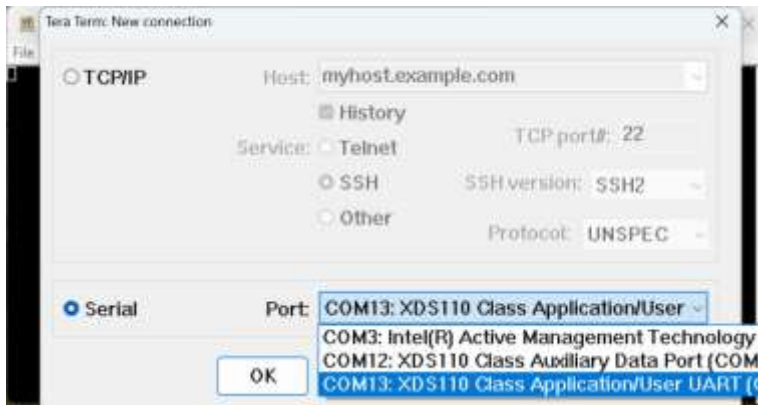 Tera Term: New connection
File
TCP/IP
Host: myhost.example.com
History
Service: Telnet
TCP port#: 22
SSH
SSH version: SSH2
Other
Protocol: UNSPEC
Serial
Port: COM13: XDS110 Class Application/User
COM3: Intel(R) Active Management Technology
COM12: XDS110 Class Auxiliary Data Port (COM
OK
COM13: XDS110 Class Application/User UART (C